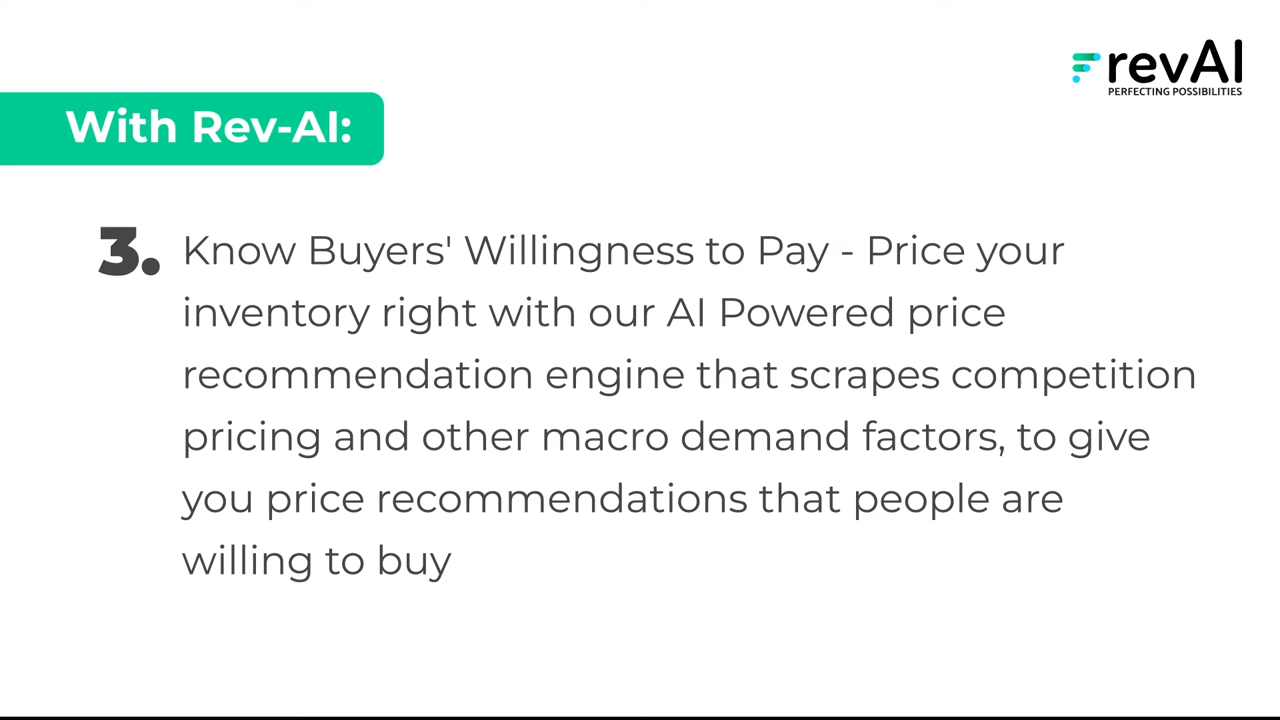 revAI
PERFECTING POSSIBILITIES
With Rev-AI:
3. Know Buyers' Willingness to Pay - Price your
inventory right with our AI Powered price
recommendation engine that scrapes competition
pricing and other macro demand factors, to give
you price recommendations that people are
willing to buy